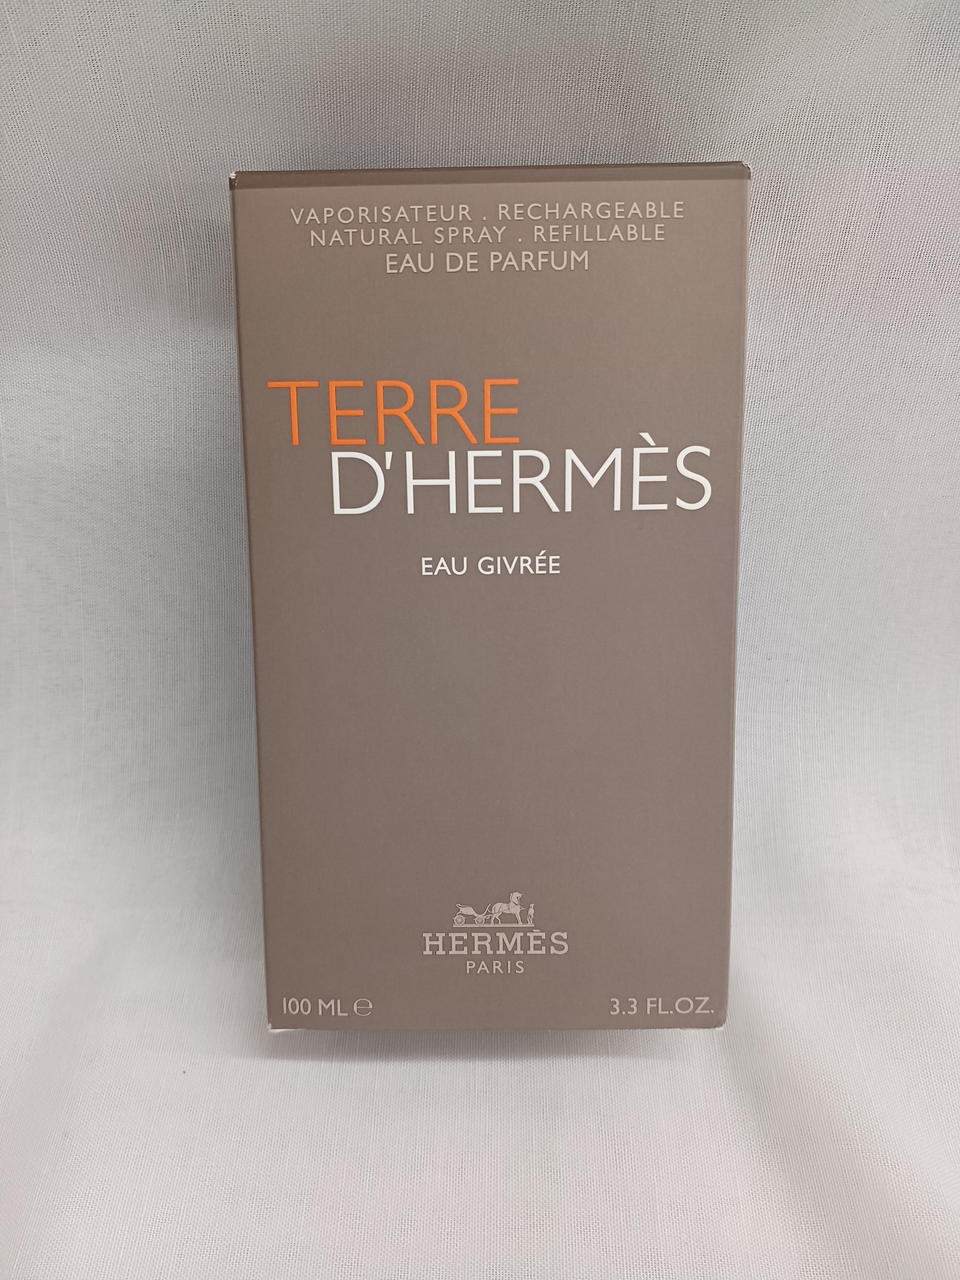 VAPORISATEUR . RECHARGEABLE
NATURAL SPRAY . REFILLABLE
EAU DE PARFUM
TERRE
D'HERMÈS
EAU GIVRÉE
HERMÈS
PARIS
100 ML ℮
3.3 FL.OZ.